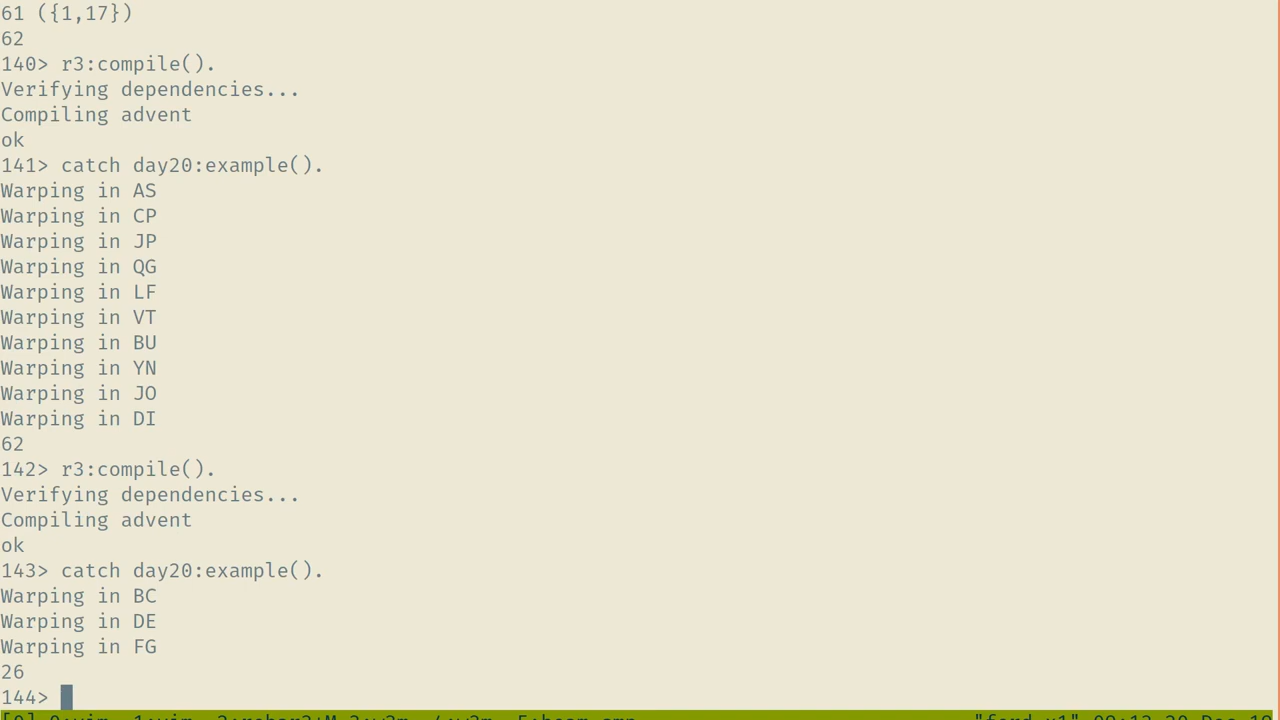 61 ({1,17})
62
140> r3:compile().
Verifying dependencies...
Compiling advent
ok
141> catch day20:example().
Warping in AS
Warping in CP
Warping in JP
Warping in QG
Warping in LF
Warping in VT
Warping in BU
Warping in YN
Warping in JO
Warping in DI
62
142> r3:compile().
Verifying dependencies...
Compiling advent
ok
143> catch day20:example().
Warping in BC
Warping in DE
Warping in FG
26
144>